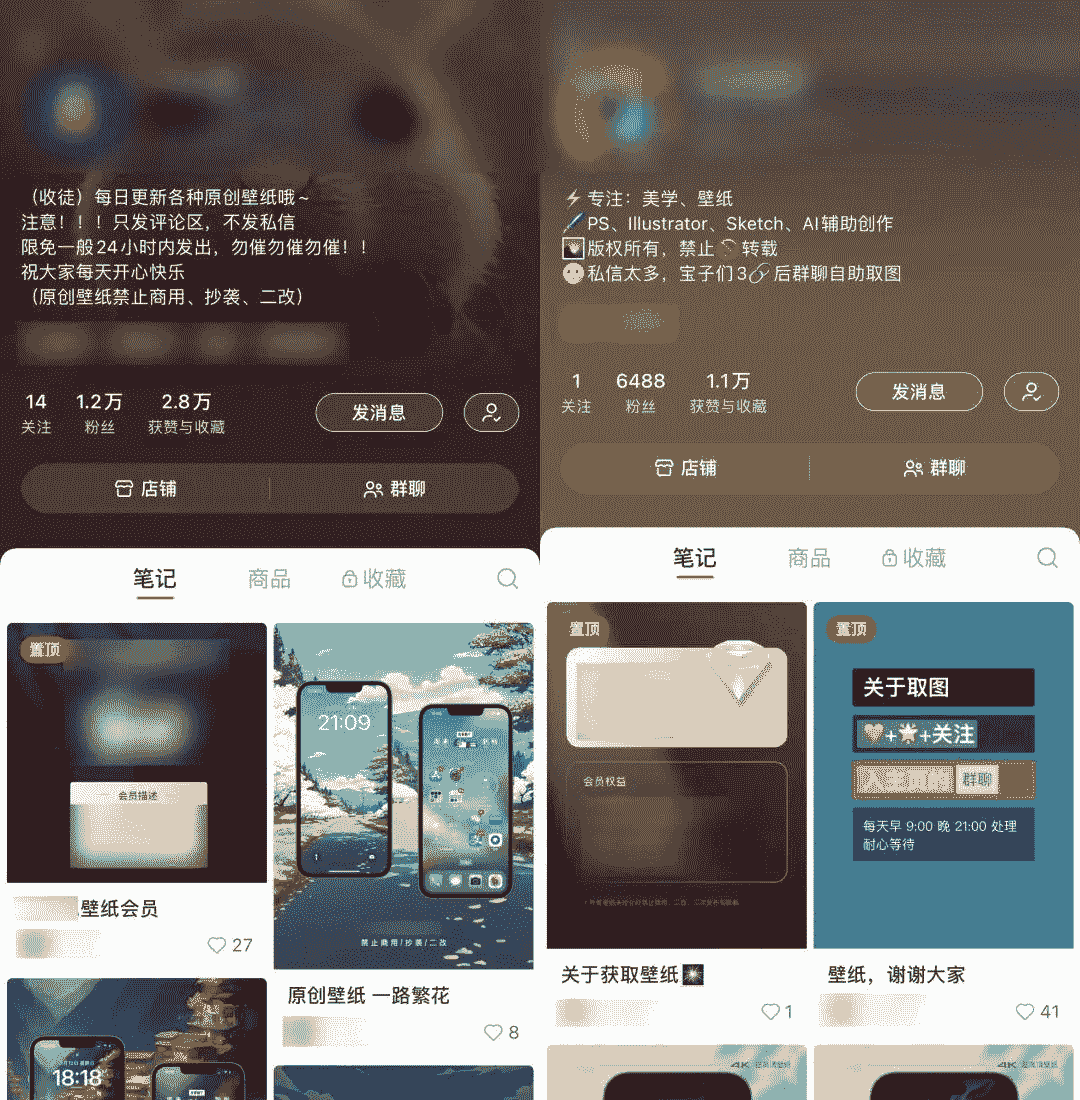 （收徒）每日更新各种原创壁纸哦~
注意！！！只发评论区，不发私信
限免一般24小时内发出，勿催勿催勿催！！
祝大家每天开心快乐
（原创壁纸禁止商用、抄袭、二改）
14 1.2万 2.8万
关注 粉丝 获赞与收藏
发消息
店铺 群聊
笔记 商品 收藏
置顶
会员描述
壁纸会员
27
21:09
禁止商用/抄袭/二改
原创壁纸 一路繁花
8
18:18
⚡专注：美学、壁纸
🖊️PS、Illustrator、Sketch、AI辅助创作
版权所有，禁止转载
私信太多，宝子们3🔗后群聊自助取图
1 6488 1.1万
关注 粉丝 获赞与收藏
发消息
店铺 群聊
笔记 商品 收藏
置顶
会员权益
关于获取壁纸
1
置顶
关于取图
❤+🌟+关注
群聊
每天早 9:00 晚 21:00 处理
耐心等待
壁纸，谢谢大家
41
4K
4K